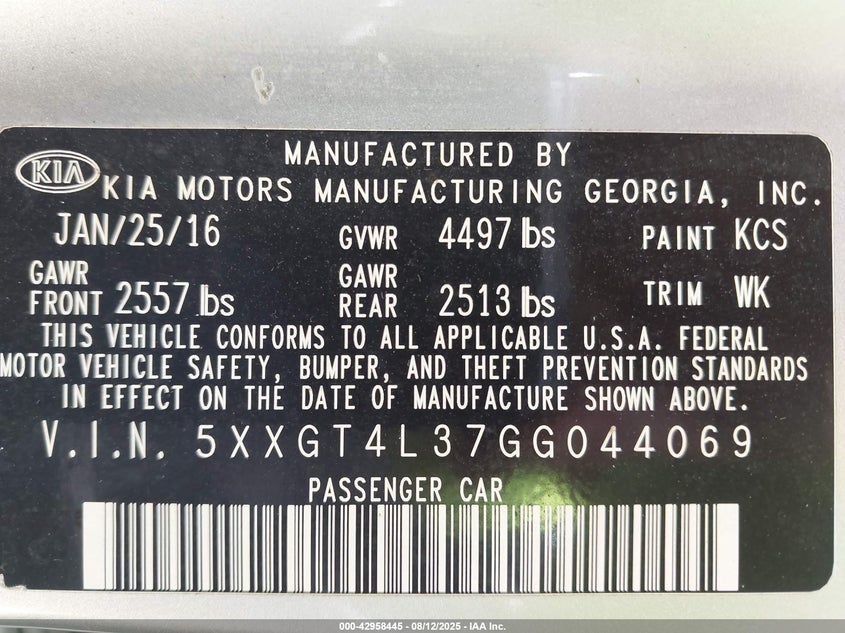 MANUFACTURED BY
KIA KIA MOTORS MANUFACTURING GEORGIA, INC.
JAN/25/16 GVWR 4497 lbs PAINT KCS
GAWR FRONT 2557 lbs GAWR REAR 2513 lbs TRIM WK
THIS VEHICLE CONFORMS TO ALL APPLICABLE U.S.A. FEDERAL
MOTOR VEHICLE SAFETY, BUMPER, AND THEFT PREVENTION STANDARDS
IN EFFECT ON THE DATE OF MANUFACTURE SHOWN ABOVE.
V.I.N. 5XXGT4L37GG044069
PASSENGER CAR
000-42958445 - 08/12/2025 - IAA Inc.